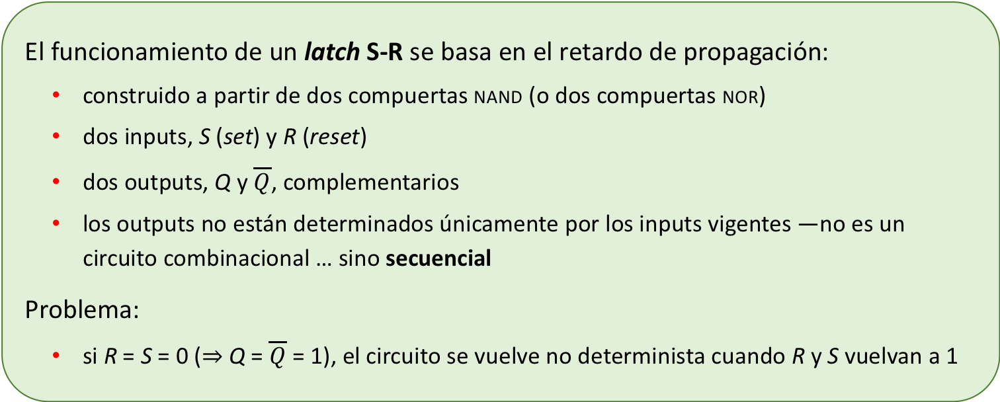 El funcionamiento de un latch S-R se basa en el retardo de propagación:
• construido a partir de dos compuertas NAND (o dos compuertas NOR)
• dos inputs, S (set) y R (reset)
• dos outputs, Q y Q̅, complementarios
• los outputs no están determinados únicamente por los inputs vigentes —no es un
circuito combinacional … sino secuencial
Problema:
• si R = S = 0 (⇒ Q = Q̅ = 1), el circuito se vuelve no determinista cuando R y S vuelvan a 1